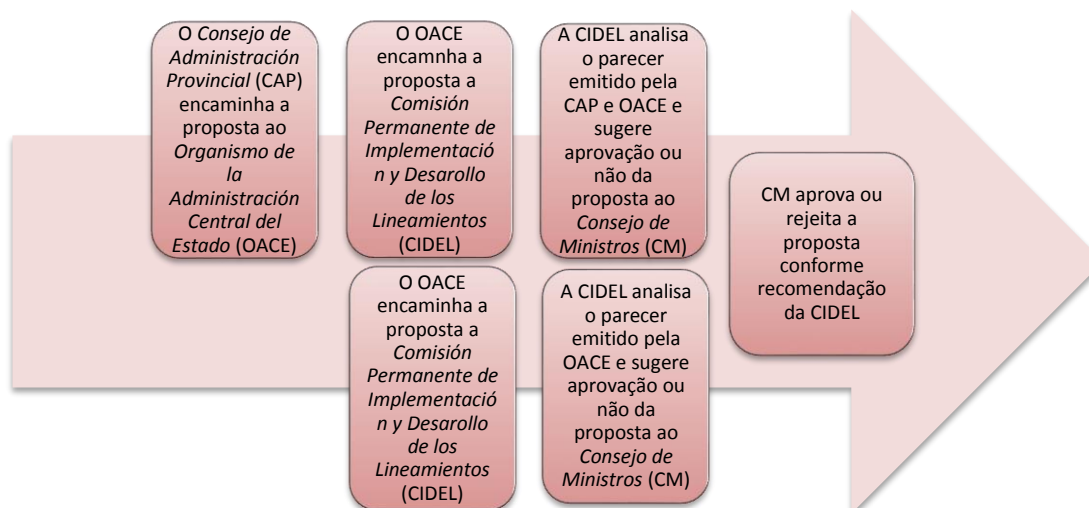 O Consejo de
Administración
Provincial (CAP)
encaminha a
proposta ao
Organismo de
la
Administración
Central del
Estado (OACE)
O OACE
encamnha a
proposta a
Comisión
Permanente de
Implementació
n y Desarollo
de los
Lineamientos
(CIDEL)
A CIDEL analisa
o parecer
emitido pela
CAP e OACE e
sugere
aprovação ou
não da
proposta ao
Consejo de
Ministros (CM)
O OACE
encaminha a
proposta a
Comisión
Permanente de
Implementació
n y Desarollo
de los
Lineamientos
(CIDEL)
A CIDEL analisa
o parecer
emitido pela
OACE e sugere
aprovação ou
não da
proposta ao
Consejo de
Ministros (CM)
CM aprova ou
rejeita a
proposta
conforme
recomendação
da CIDEL